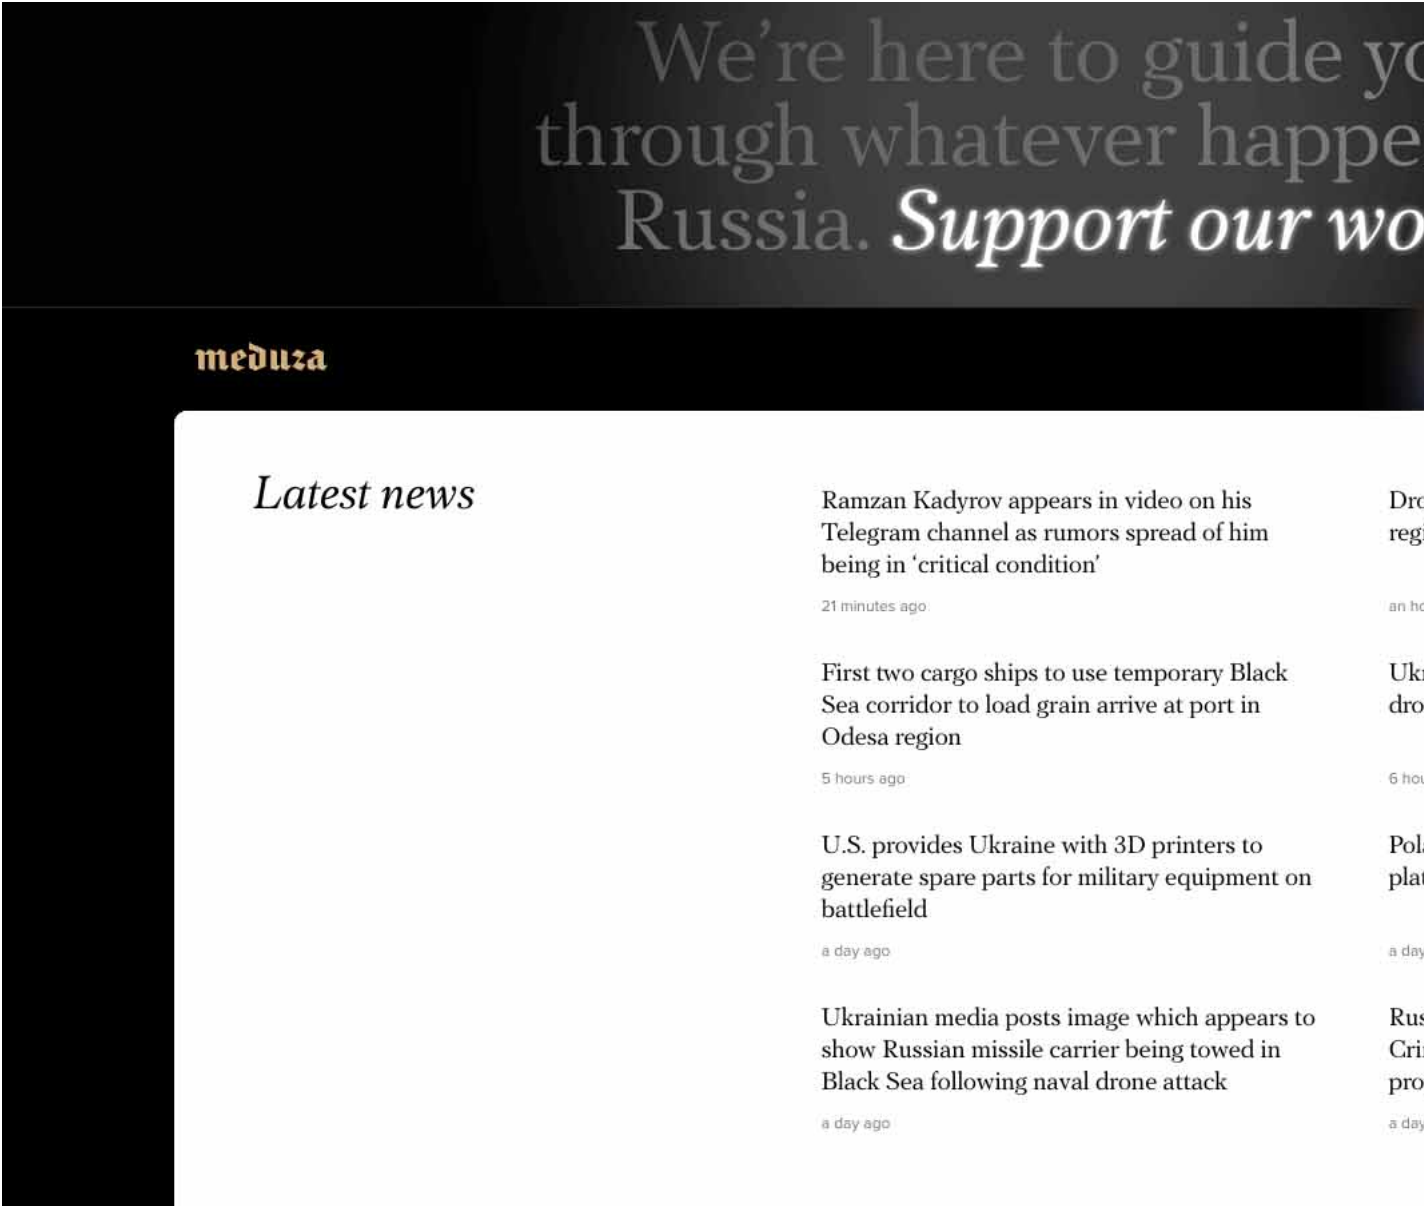 We're here to guide
through whatever
Russia. Support our
meduza
Latest news
Ramzan Kadyrov appears in video on his
Telegram channel as rumors spread of him
being in ‘critical condition’
21 minutes ago
First two cargo ships to use temporary Black
Sea corridor to load grain arrive at port in
Odesa region
5 hours ago
U.S. provides Ukraine with 3D printers to
generate spare parts for military equipment on
battlefield
a day ago
Ukrainian media posts image which appears to
show Russian missile carrier being towed in
Black Sea following naval drone attack
a day ago
an
6
a
a